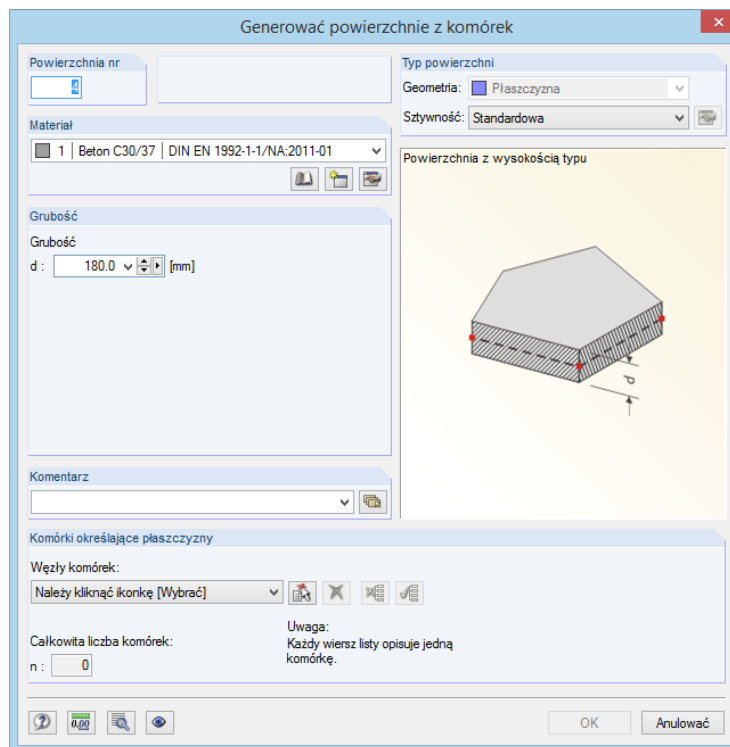 Generować powierzchnie z komórek
Powierzchnia nr
4
Materiał
1 Beton C30/37 DIN EN 1992-1-1/NA:2011-01
Grubość
Grubość
d : 180.0 [mm]
Komentarz
Typ powierzchni
Geometria: Płaszczyzna
Sztywność: Standardowa
Powierzchnia z wysokością typu
d
Komórki określające płaszczyzny
Węzły komórek:
Należy kliknąć ikonkę [Wybrać]
Całkowita liczba komórek:
n : 0
Uwaga:
Każdy wiersz listy opisuje jedną
komórkę.
0.00
OK Anulować